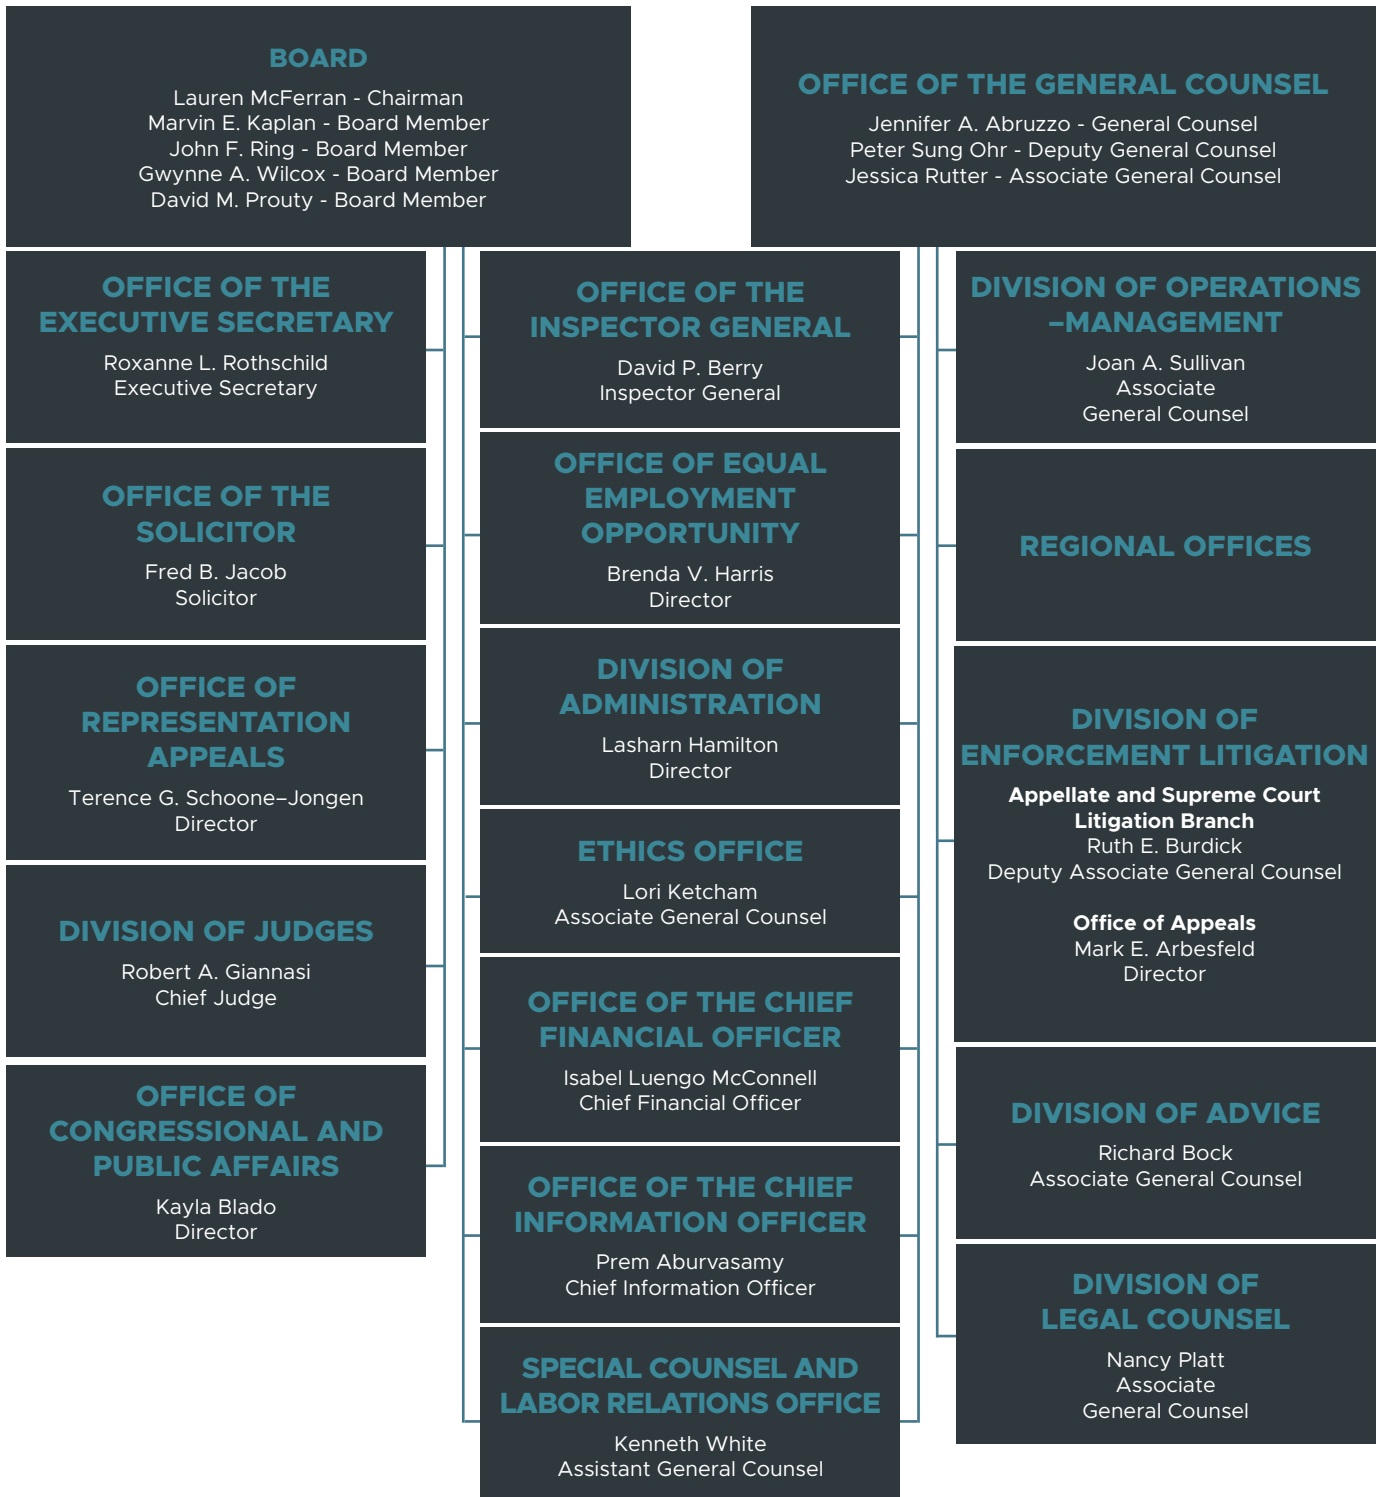 BOARD
Lauren McFerran - Chairman
Marvin E. Kaplan - Board Member
John F. Ring - Board Member
Gwynne A. Wilcox - Board Member
David M. Prouty - Board Member
OFFICE OF THE GENERAL COUNSEL
Jennifer A. Abruzzo - General Counsel
Peter Sung Ohr - Deputy General Counsel
Jessica Rutter - Associate General Counsel
OFFICE OF THE
EXECUTIVE SECRETARY
Roxanne L. Rothschild
Executive Secretary
OFFICE OF THE
SOLICITOR
Fred B. Jacob
Solicitor
OFFICE OF
REPRESENTATION
APPEALS
Terence G. Schoone–Jongen
Director
DIVISION OF JUDGES
Robert A. Giannasi
Chief Judge
OFFICE OF
CONGRESSIONAL AND
PUBLIC AFFAIRS
Kayla Blado
Director
OFFICE OF THE
INSPECTOR GENERAL
David P. Berry
Inspector General
OFFICE OF EQUAL
EMPLOYMENT
OPPORTUNITY
Brenda V. Harris
Director
DIVISION OF
ADMINISTRATION
Lasharn Hamilton
Director
ETHICS OFFICE
Lori Ketcham
Associate General Counsel
OFFICE OF THE CHIEF
FINANCIAL OFFICER
Isabel Luengo McConnell
Chief Financial Officer
OFFICE OF THE CHIEF
INFORMATION OFFICER
Prem Aburvasamy
Chief Information Officer
SPECIAL COUNSEL AND
LABOR RELATIONS OFFICE
Kenneth White
Assistant General Counsel
DIVISION OF OPERATIONS
–MANAGEMENT
Joan A. Sullivan
Associate
General Counsel
REGIONAL OFFICES
DIVISION OF
ENFORCEMENT LITIGATION
Appellate and Supreme Court
Litigation Branch
Ruth E. Burdick
Deputy Associate General Counsel
Office of Appeals
Mark E. Arbesfeld
Director
DIVISION OF ADVICE
Richard Bock
Associate General Counsel
DIVISION OF
LEGAL COUNSEL
Nancy Platt
Associate
General Counsel